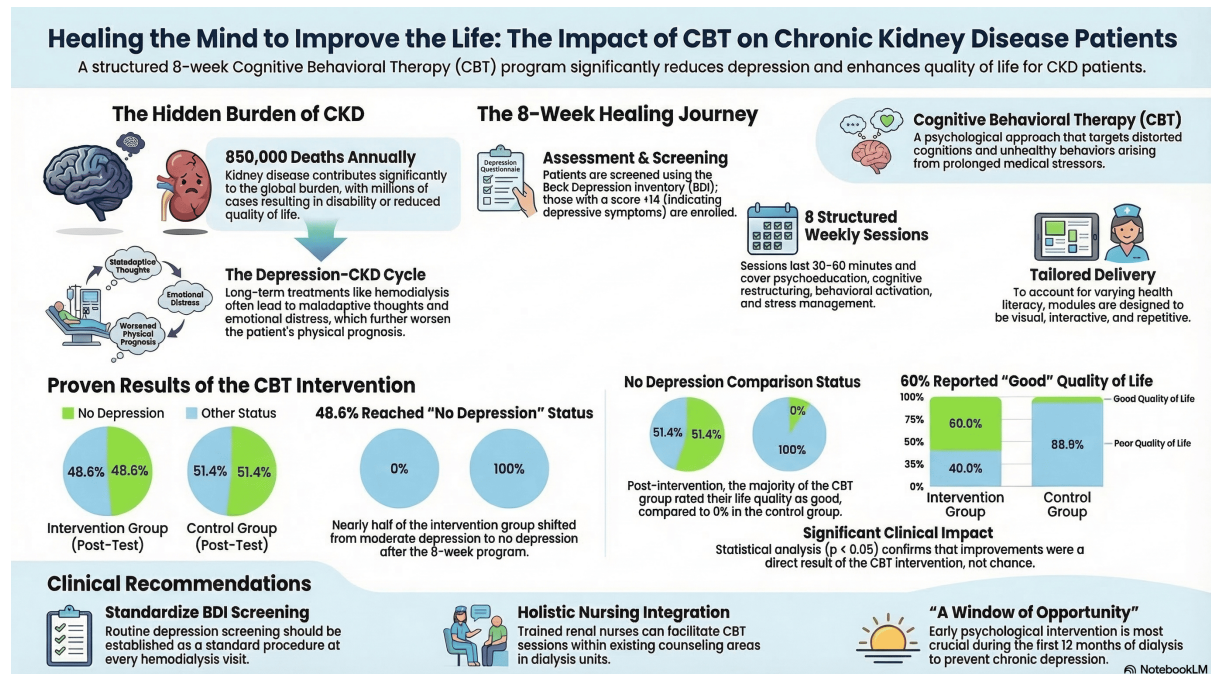 Healing the Mind to Improve the Life: The Impact of CBT on Chronic Kidney Disease Patients
A structured 8-week Cognitive Behavioral Therapy (CBT) program significantly reduces depression and enhances quality of life for CKD patients.
The Hidden Burden of CKD
850,000 Deaths Annually
Kidney disease contributes significantly
to the global burden, with millions of
cases resulting in disability or reduced
quality of life.
Statedaptice
Thoughts
Emotional
Distress
Worsened
Physical
Prognosis
The Depression-CKD Cycle
Long-term treatments like hemodialysis
often lead to maladaptive thoughts and
emotional distress, which further worsen
the patient's physical prognosis.
The 8-Week Healing Journey
Depression
Questionnaile
Assessment & Screening
Patients are screened using the
Beck Depression inventory (BDI);
those with a score +14 (indicating
depressive symptoms) are enrolled.
8 Structured
Weekly Sessions
Sessions last 30-60 minutes and
cover psychoeducation, cognitive
restructuring, behavioral activation,
and stress management.
Cognitive Behavioral Therapy (CBT)
A psychological approach that targets distorted
cognitions and unhealthy behaviors arising
from prolonged medical stressors.
Tailored Delivery
To account for varying health
literacy, modules are designed to
be visual, interactive, and repetitive.
Proven Results of the CBT Intervention
No Depression
Other Status
48.6% 48.6%
Intervention Group
(Post-Test)
51.4% 51.4%
Control Group
(Post-Test)
48.6% Reached “No Depression” Status
0%
100%
Nearly half of the intervention group shifted
from moderate depression to no depression
after the 8-week program.
No Depression Comparison Status
51.4% 51.4%
0%
100%
Post-intervention, the majority of the CBT
group rated their life quality as good,
compared to 0% in the control group.
60% Reported “Good” Quality of Life
100%
75%
50%
35%
0%
60.0%
40.0%
88.9%
Good Quality of Life
Poor Quality of Life
Intervention
Group
Control
Group
Significant Clinical Impact
Statistical analysis (p < 0.05) confirms that improvements were a
direct result of the CBT intervention, not chance.
Clinical Recommendations
Standardize BDI Screening
Routine depression screening should be
established as a standard procedure at
every hemodialysis visit.
Holistic Nursing Integration
Trained renal nurses can facilitate CBT
sessions within existing counseling areas
in dialysis units.
“A Window of Opportunity”
Early psychological intervention is most
crucial during the first 12 months of dialysis
to prevent chronic depression.
NotebookLM